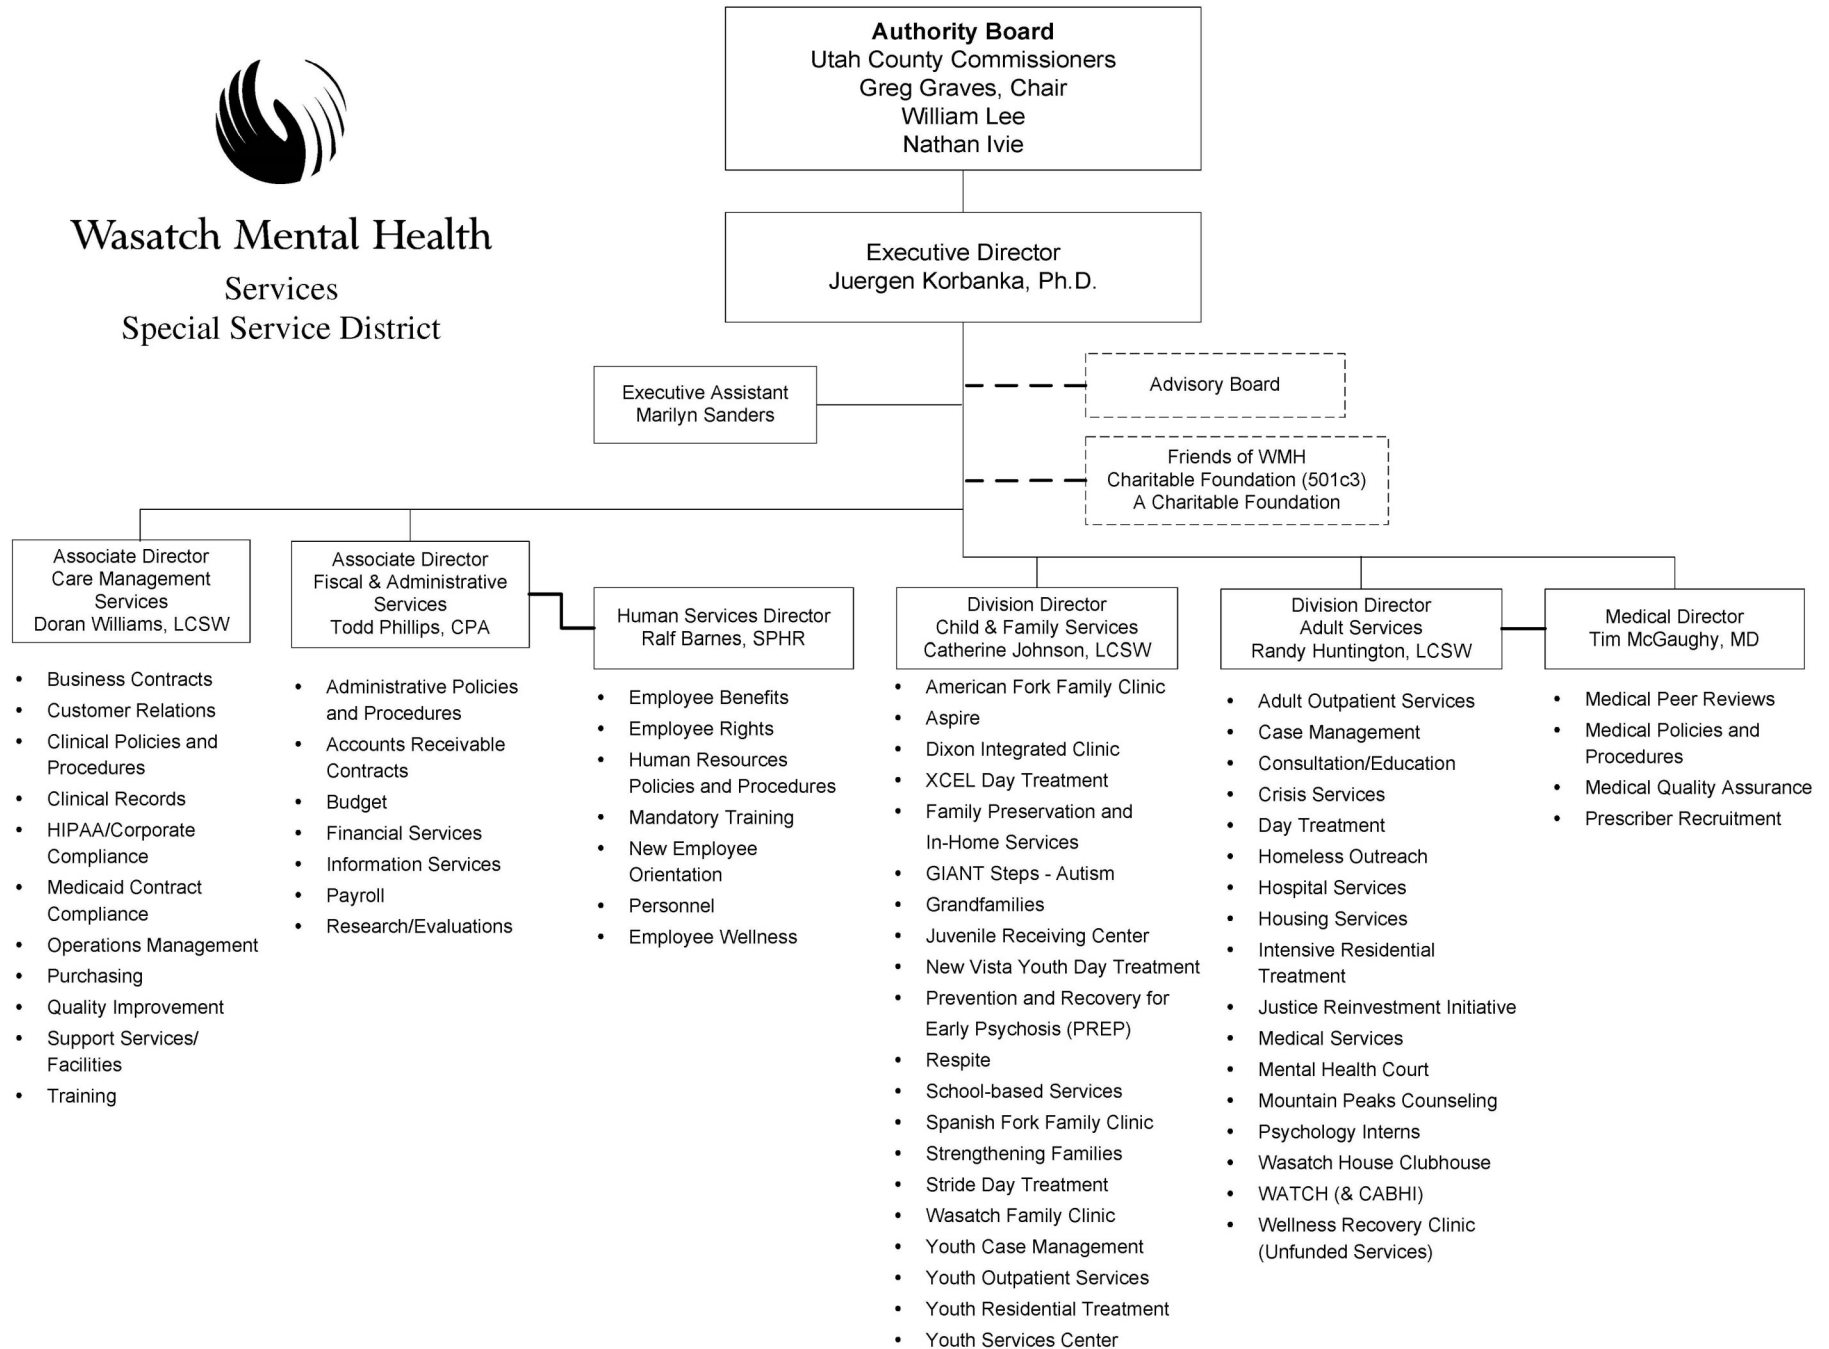 Authority Board
Utah County Commissioners
Greg Graves, Chair
William Lee
Nathan Ivie
Wasatch Mental Health
Services
Special Service District
Executive Director
Juergen Korbanka, Ph.D.
Executive Assistant
Marilyn Sanders
Advisory Board
Friends of WMH
Charitable Foundation (501c3)
A Charitable Foundation
Associate Director
Care Management
Services
Doran Williams, LCSW
• Business Contracts
• Customer Relations
• Clinical Policies and
Procedures
• Clinical Records
• HIPAA/Corporate
Compliance
• Medicaid Contract
Compliance
• Operations Management
• Purchasing
• Quality Improvement
• Support Services/
Facilities
• Training
Associate Director
Fiscal & Administrative
Services
Todd Phillips, CPA
• Administrative Policies
and Procedures
• Accounts Receivable
Contracts
• Budget
• Financial Services
• Information Services
• Payroll
• Research/Evaluations
Human Services Director
Ralf Barnes, SPHR
• Employee Benefits
• Employee Rights
• Human Resources
Policies and Procedures
• Mandatory Training
• New Employee
Orientation
• Personnel
• Employee Wellness
Division Director
Child & Family Services
Catherine Johnson, LCSW
• American Fork Family Clinic
• Aspire
• Dixon Integrated Clinic
• XCEL Day Treatment
• Family Preservation and
In-Home Services
• GIANT Steps - Autism
• Grandfamilies
• Juvenile Receiving Center
• New Vista Youth Day Treatment
• Prevention and Recovery for
Early Psychosis (PREP)
• Respite
• School-based Services
• Spanish Fork Family Clinic
• Strengthening Families
• Stride Day Treatment
• Wasatch Family Clinic
• Youth Case Management
• Youth Outpatient Services
• Youth Residential Treatment
• Youth Services Center
Division Director
Adult Services
Randy Huntington, LCSW
• Adult Outpatient Services
• Case Management
• Consultation/Education
• Crisis Services
• Day Treatment
• Homeless Outreach
• Hospital Services
• Housing Services
• Intensive Residential
Treatment
• Justice Reinvestment Initiative
• Medical Services
• Mental Health Court
• Mountain Peaks Counseling
• Psychology Interns
• Wasatch House Clubhouse
• WATCH (& CABHI)
• Wellness Recovery Clinic
(Unfunded Services)
Medical Director
Tim McGaughy, MD
• Medical Peer Reviews
• Medical Policies and
Procedures
• Medical Quality Assurance
• Prescriber Recruitment